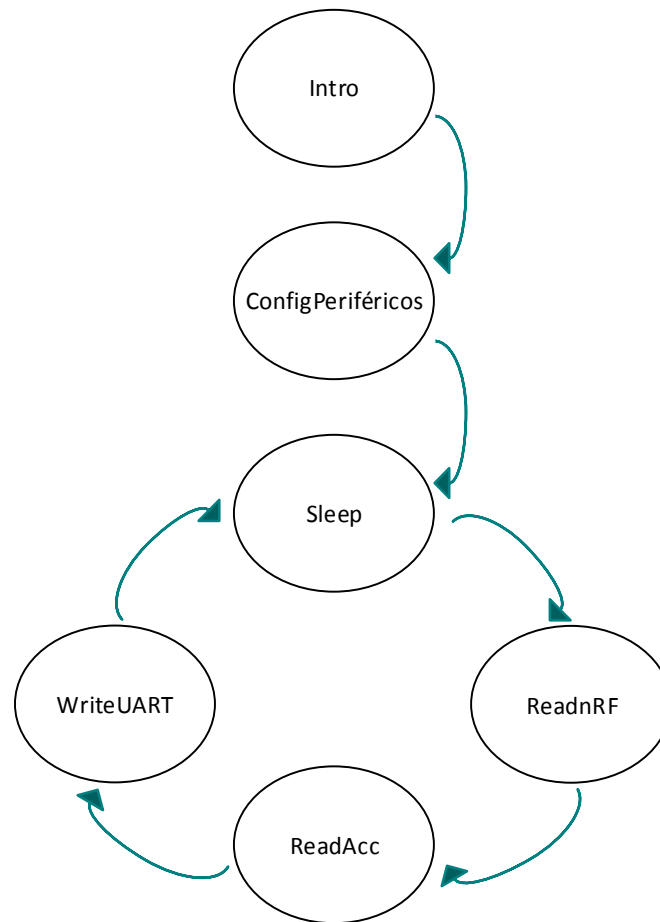 Intro
ConfigPeriféricos
Sleep
WriteUART
ReadnRF
ReadAcc